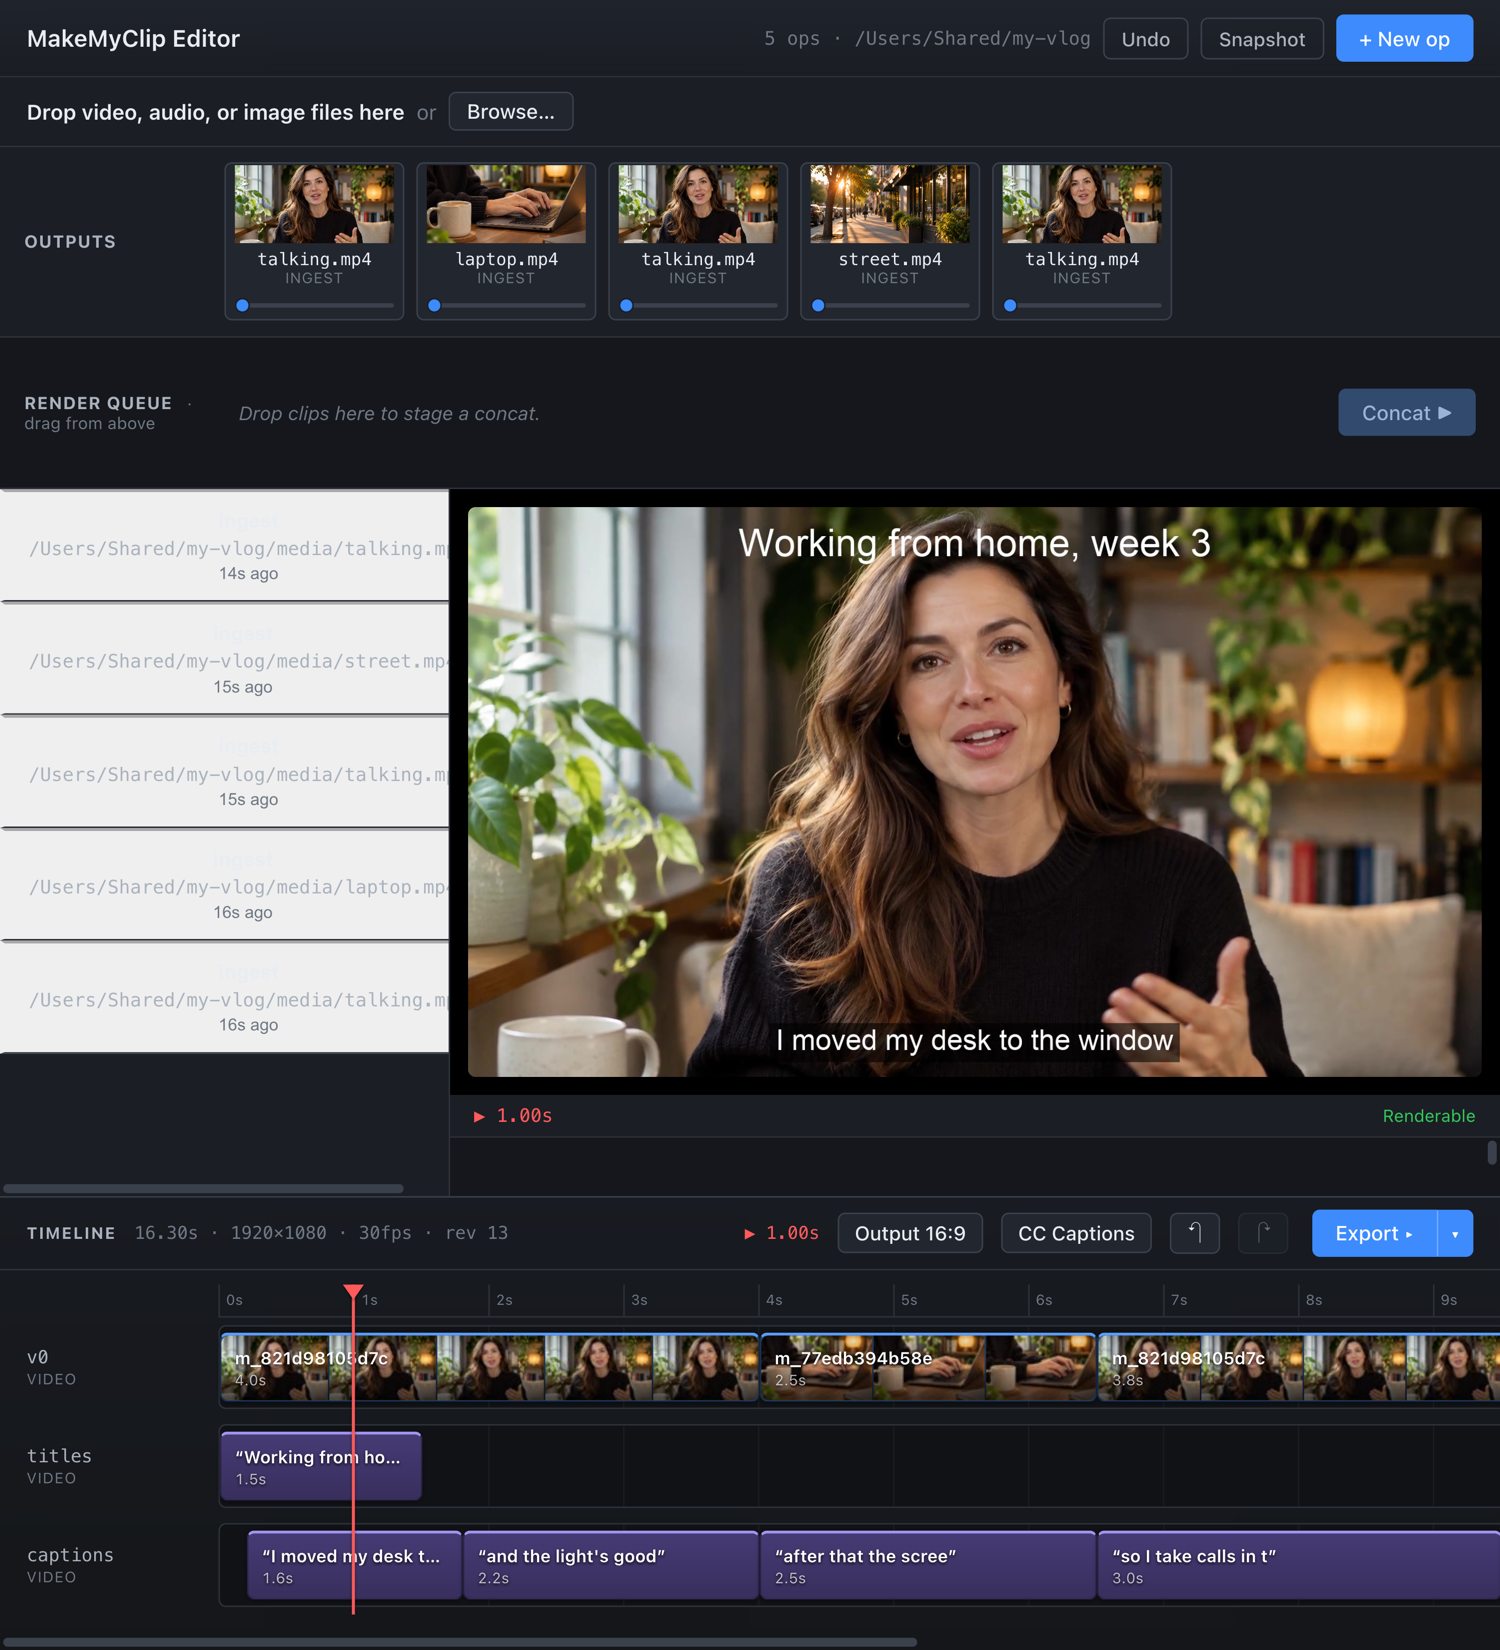 MakeMyClip Editor
5 ops · /Users/Shared/my-vlog
Undo
Snapshot
+ New op
Drop video, audio, or image files here or Browse...
OUTPUTS
talking.mp4
INGEST
laptop.mp4
INGEST
talking.mp4
INGEST
street.mp4
INGEST
talking.mp4
INGEST
RENDER QUEUE ·
drag from above
Drop clips here to stage a concat.
Concat ▶
Ingest
/Users/Shared/my-vlog/media/talking.mp
14s ago
Ingest
/Users/Shared/my-vlog/media/street.mp4
15s ago
Ingest
/Users/Shared/my-vlog/media/talking.mp
15s ago
Ingest
/Users/Shared/my-vlog/media/laptop.mp4
16s ago
Ingest
/Users/Shared/my-vlog/media/talking.mp
16s ago
Working from home, week 3
I moved my desk to the window
▶ 1.00s
Renderable
TIMELINE 16.30s · 1920×1080 · 30fps · rev 13
▶ 1.00s
Output 16:9
CC Captions
Export ▸
▾
0s 1s 2s 3s 4s 5s 6s 7s 8s 9s
v0
VIDEO
m_821d98105d7c
4.0s
m_77edb394b58e
2.5s
m_821d98105d7c
3.8s
titles
VIDEO
“Working from ho...
1.5s
captions
VIDEO
“I moved my desk t...
1.6s
“and the light's good”
2.2s
“after that the scree”
2.5s
“so I take calls in t”
3.0s